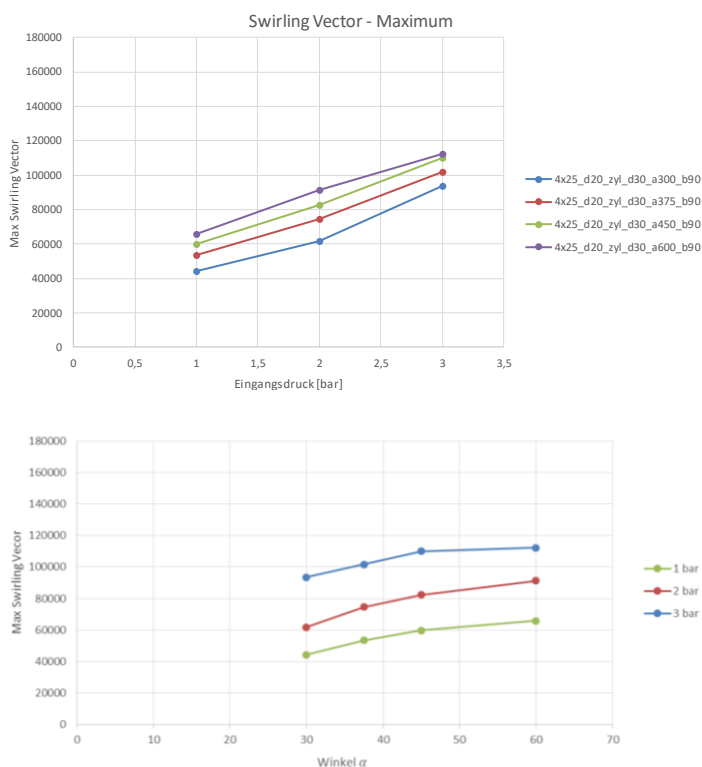 Swirling Vector - Maximum
180000
160000
140000
120000
100000
80000
60000
40000
20000
0
Max Swirling Vector
0 0,5 1 1,5 2 2,5 3 3,5
Eingangsdruck [bar]
4x25_d20_zyl_d30_a300_b90
4x25_d20_zyl_d30_a375_b90
4x25_d20_zyl_d30_a450_b90
4x25_d20_zyl_d30_a600_b90
180000
160000
140000
120000
100000
80000
60000
40000
20000
0
Max Swirling Vecor
0 10 20 30 40 50 60 70
Winkel α
1 bar
2 bar
3 bar